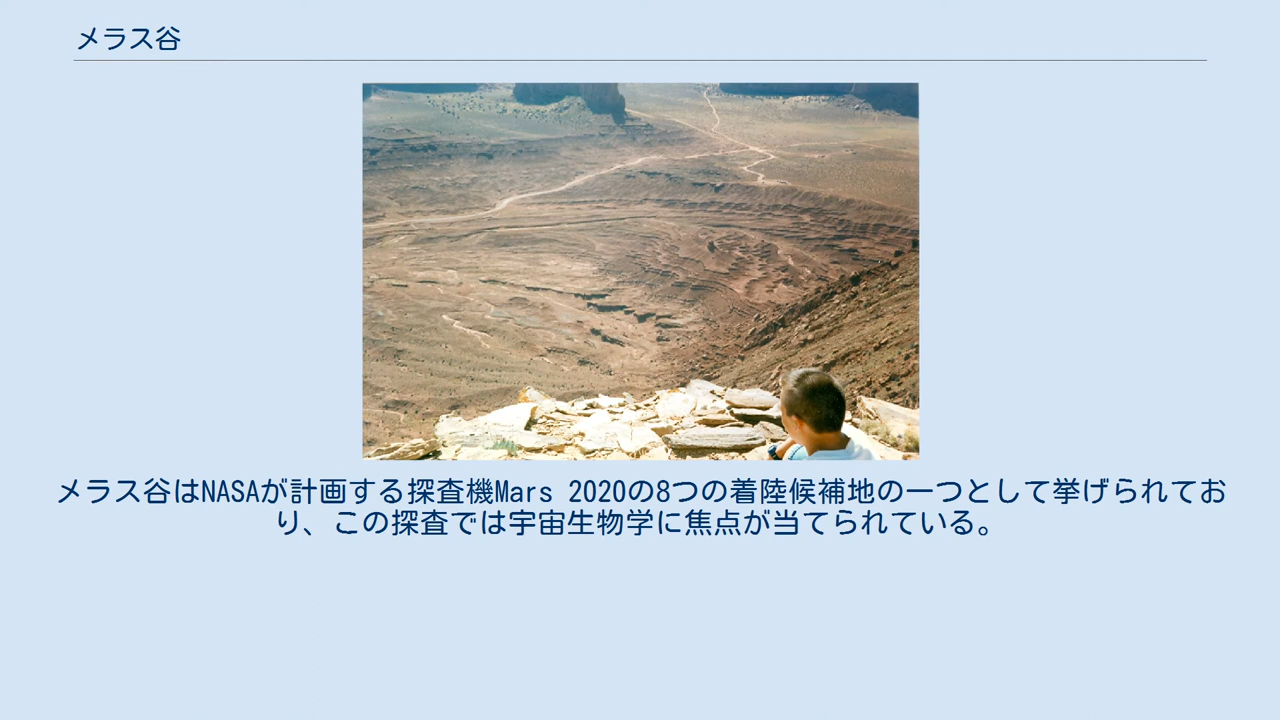 メラス谷
メラス谷はNASAが計画する探査機Mars 2020の8つの着陸候補地の一つとして挙げられてお
り、この探査では宇宙生物学に焦点が当てられている。